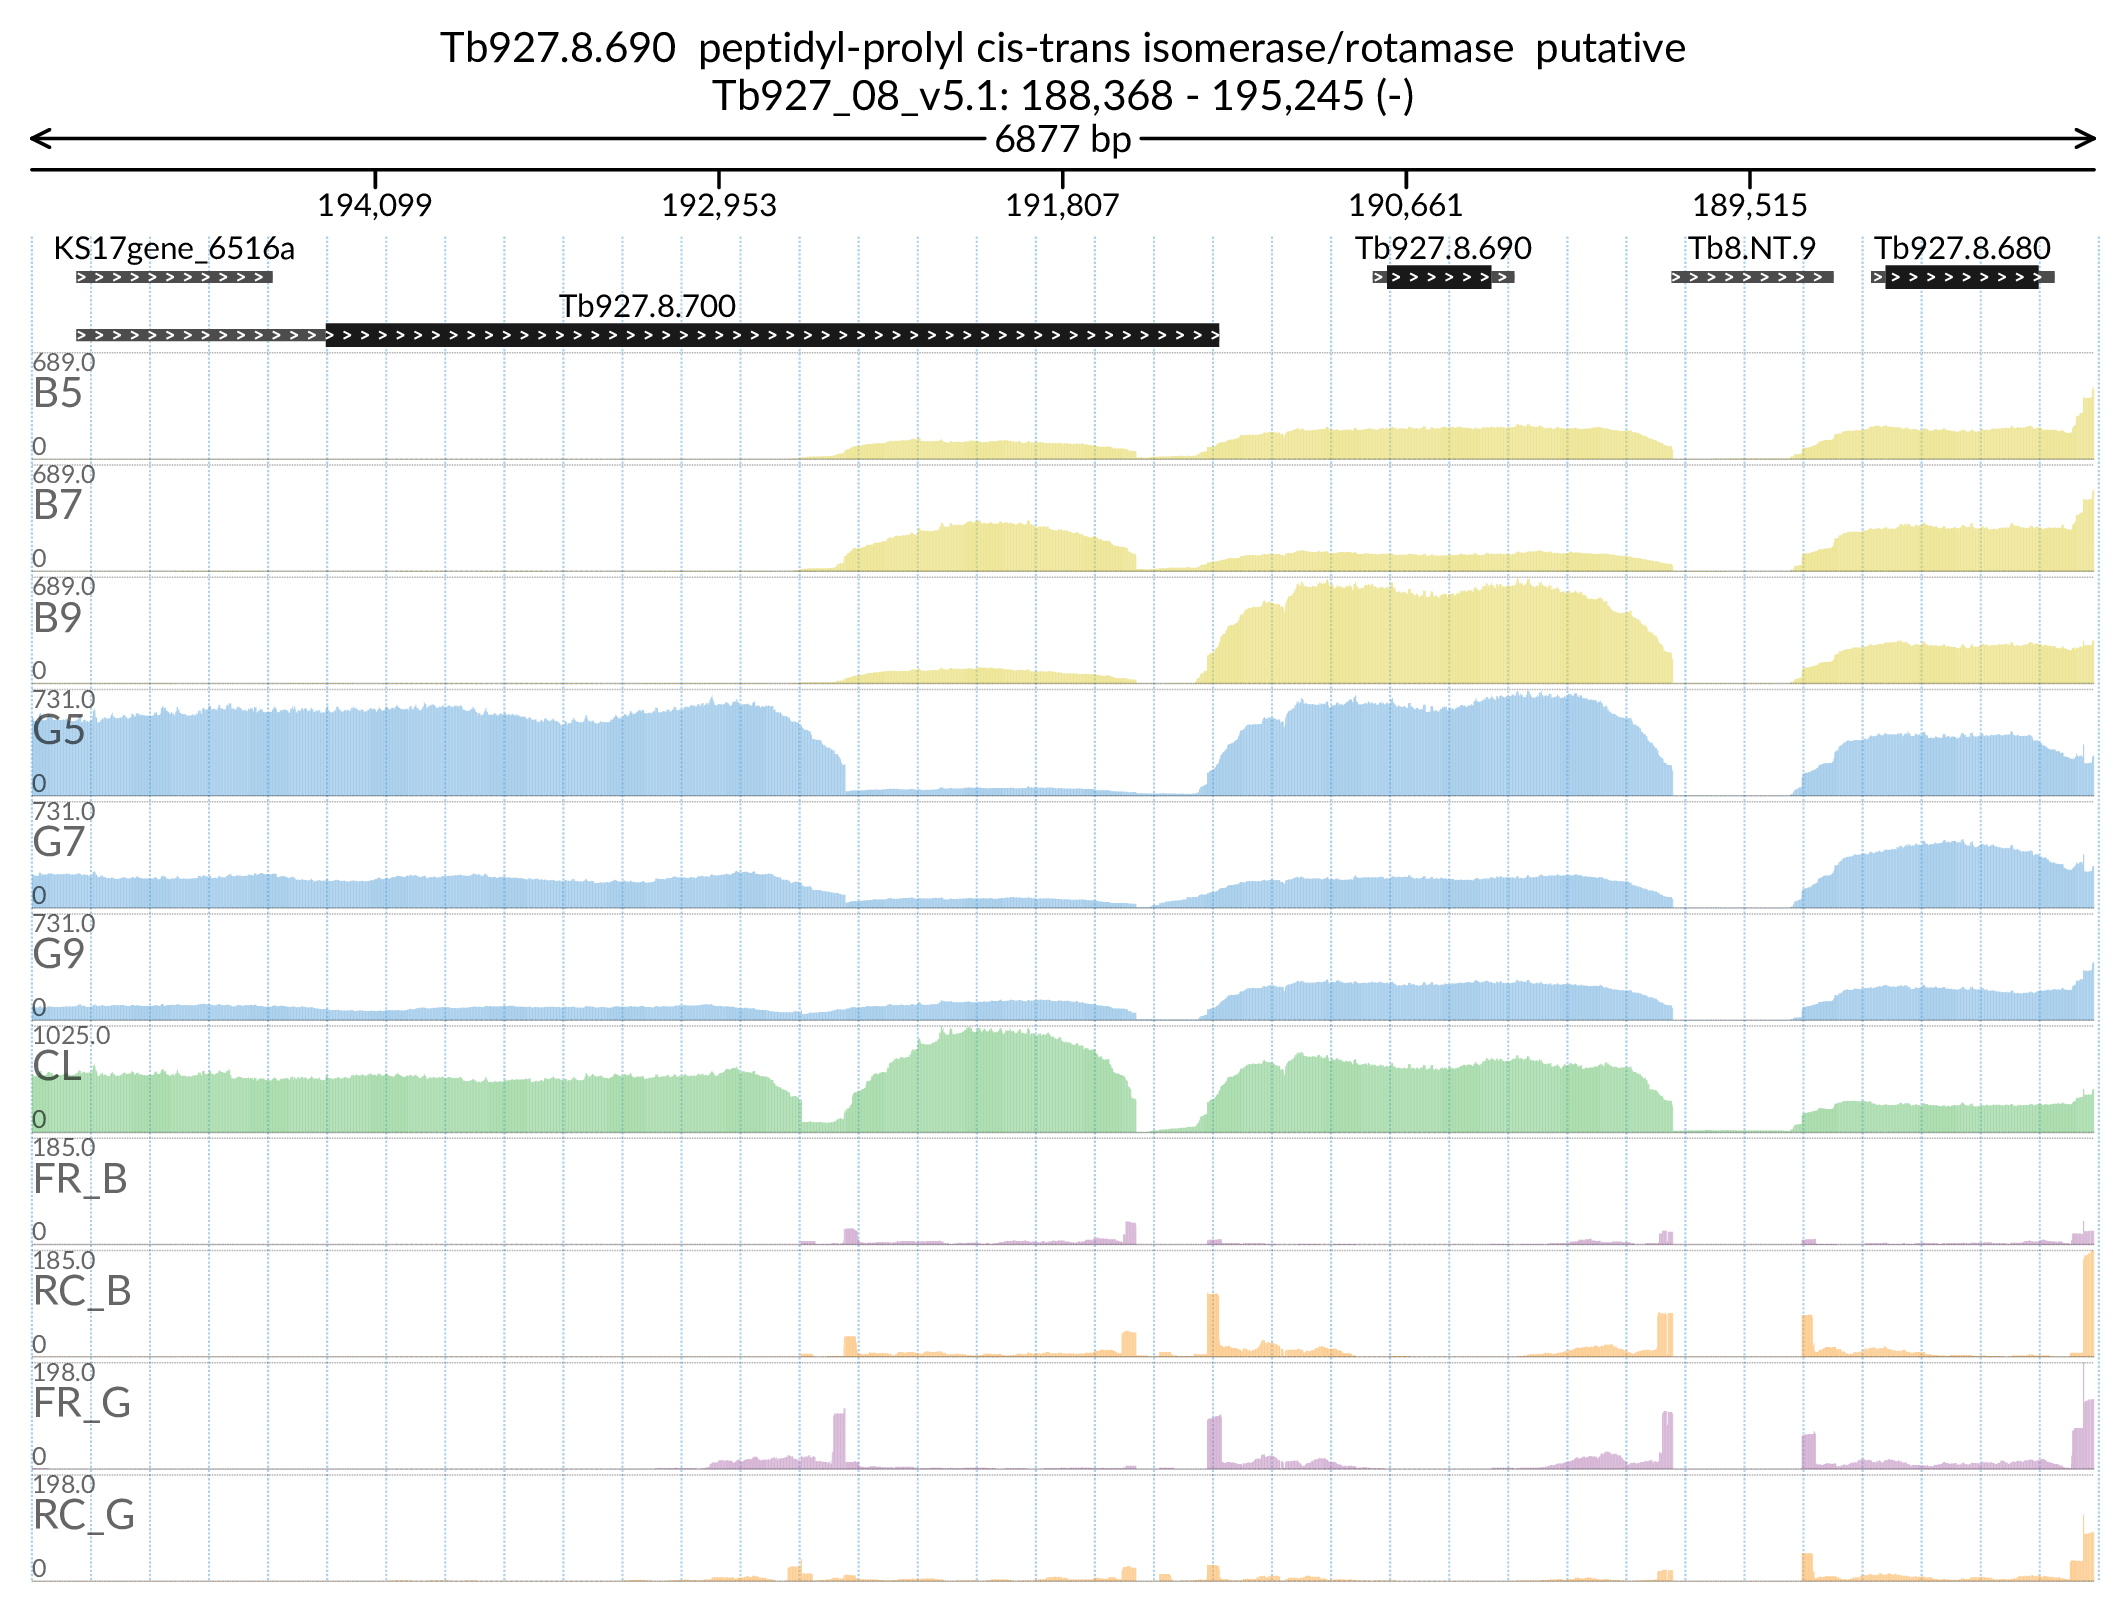 Tb927.8.690 peptidyl-prolyl cis-trans isomerase/rotamase putative
Tb927_08_v5.1: 188,368 - 195,245 (-)
6877 bp
194,099 192,953 191,807 190,661 189,515
KS17gene_6516a Tb927.8.690 Tb8.NT.9 Tb927.8.680
Tb927.8.700
689.0
B5
0
689.0
B7
0
689.0
B9
0
731.0
G5
0
731.0
G7
0
731.0
G9
0
1025.0
CL
0
185.0
FR_B
0
185.0
RC_B
0
198.0
FR_G
0
198.0
RC_G
0